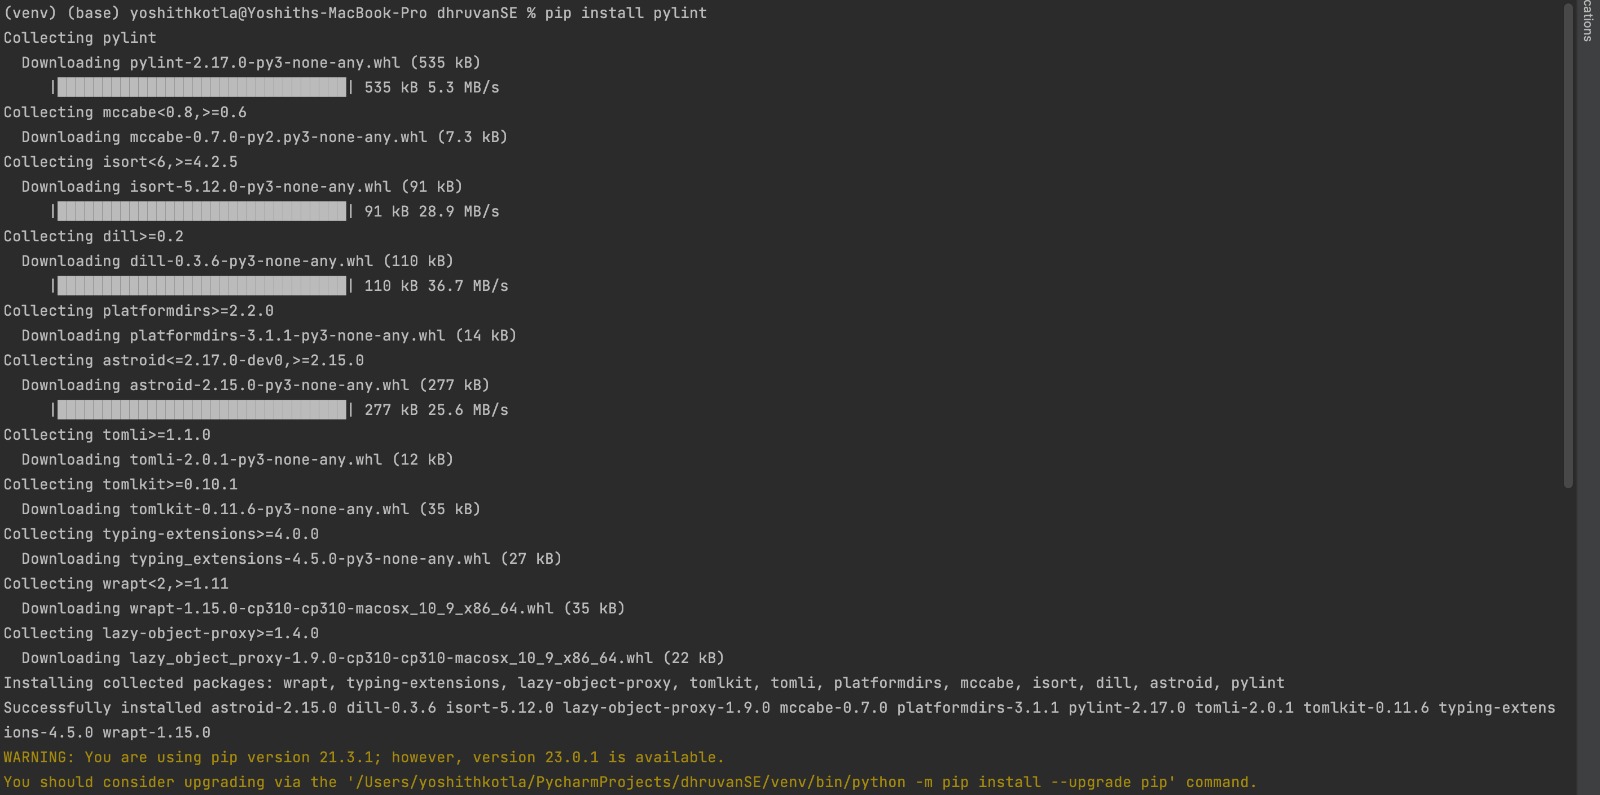 (venv) (base) yoshithkotla@Yoshiths-MacBook-Pro dhruvanSE % pip install pylint
Collecting pylint
  Downloading pylint-2.17.0-py3-none-any.whl (535 kB)
     |████████████████████████████████| 535 kB 5.3 MB/s
Collecting mccabe<0.8,>=0.6
  Downloading mccabe-0.7.0-py2.py3-none-any.whl (7.3 kB)
Collecting isort<6,>=4.2.5
  Downloading isort-5.12.0-py3-none-any.whl (91 kB)
     |████████████████████████████████| 91 kB 28.9 MB/s
Collecting dill>=0.2
  Downloading dill-0.3.6-py3-none-any.whl (110 kB)
     |████████████████████████████████| 110 kB 36.7 MB/s
Collecting platformdirs>=2.2.0
  Downloading platformdirs-3.1.1-py3-none-any.whl (14 kB)
Collecting astroid<=2.17.0-dev0,>=2.15.0
  Downloading astroid-2.15.0-py3-none-any.whl (277 kB)
     |████████████████████████████████| 277 kB 25.6 MB/s
Collecting tomli>=1.1.0
  Downloading tomli-2.0.1-py3-none-any.whl (12 kB)
Collecting tomlkit>=0.10.1
  Downloading tomlkit-0.11.6-py3-none-any.whl (35 kB)
Collecting typing-extensions>=4.0.0
  Downloading typing_extensions-4.5.0-py3-none-any.whl (27 kB)
Collecting wrapt<2,>=1.11
  Downloading wrapt-1.15.0-cp310-cp310-macosx_10_9_x86_64.whl (35 kB)
Collecting lazy-object-proxy>=1.4.0
  Downloading lazy_object_proxy-1.9.0-cp310-cp310-macosx_10_9_x86_64.whl (22 kB)
Installing collected packages: wrapt, typing-extensions, lazy-object-proxy, tomlkit, tomli, platformdirs, mccabe, isort, dill, astroid, pylint
Successfully installed astroid-2.15.0 dill-0.3.6 isort-5.12.0 lazy-object-proxy-1.9.0 mccabe-0.7.0 platformdirs-3.1.1 pylint-2.17.0 tomli-2.0.1 tomlkit-0.11.6 typing-extens
ions-4.5.0 wrapt-1.15.0
WARNING: You are using pip version 21.3.1; however, version 23.0.1 is available.
You should consider upgrading via the '/Users/yoshithkotla/PycharmProjects/dhruvanSE/venv/bin/python -m pip install --upgrade pip' command.
cations